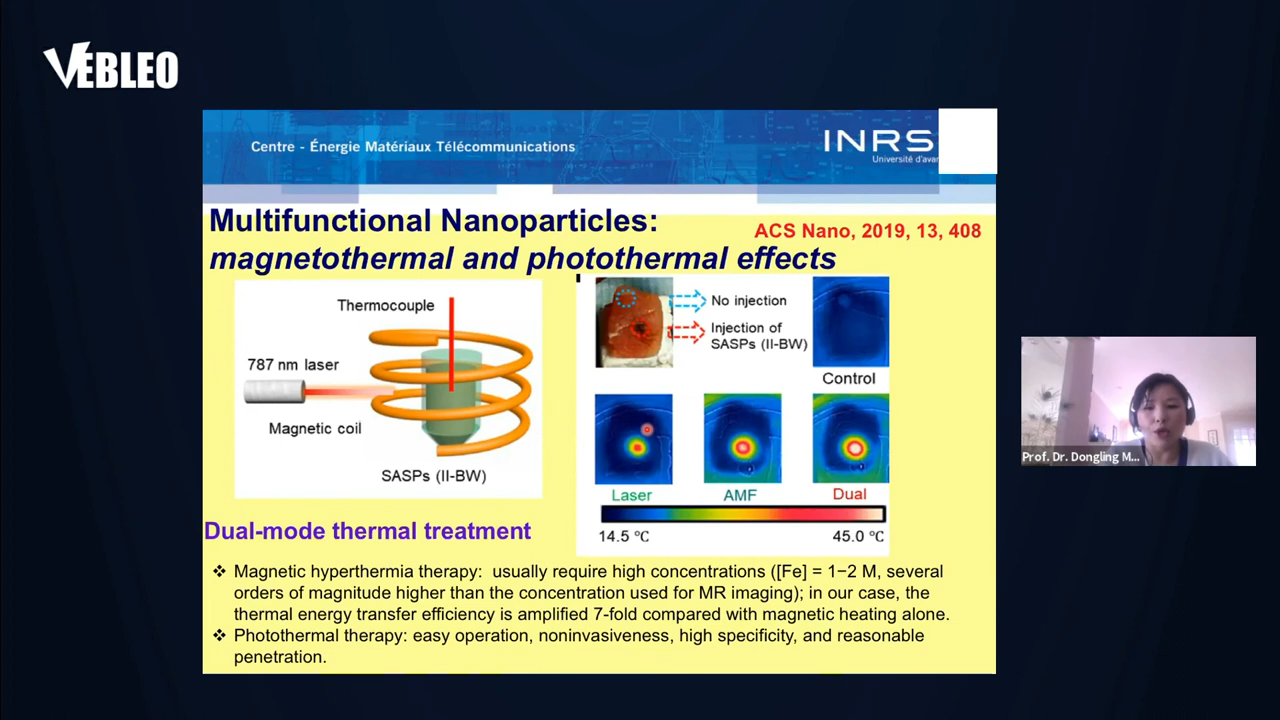 VEBLEO
Centre - Énergie Matériaux Télécommunications
INRS
Université d'avan
Multifunctional Nanoparticles:
ACS Nano, 2019, 13, 408
magnetothermal and photothermal effects
Thermocouple
787 nm laser
Magnetic coil
SASPs (II-BW)
No injection
Injection of
SASPs (II-BW)
Control
Laser
AMF
Dual
14.5 °C
45.0 °C
Dual-mode thermal treatment
❖ Magnetic hyperthermia therapy: usually require high concentrations ([Fe] = 1−2 M, several
orders of magnitude higher than the concentration used for MR imaging); in our case, the
thermal energy transfer efficiency is amplified 7-fold compared with magnetic heating alone.
❖ Photothermal therapy: easy operation, noninvasiveness, high specificity, and reasonable
penetration.
Prof. Dr. Dongling M...